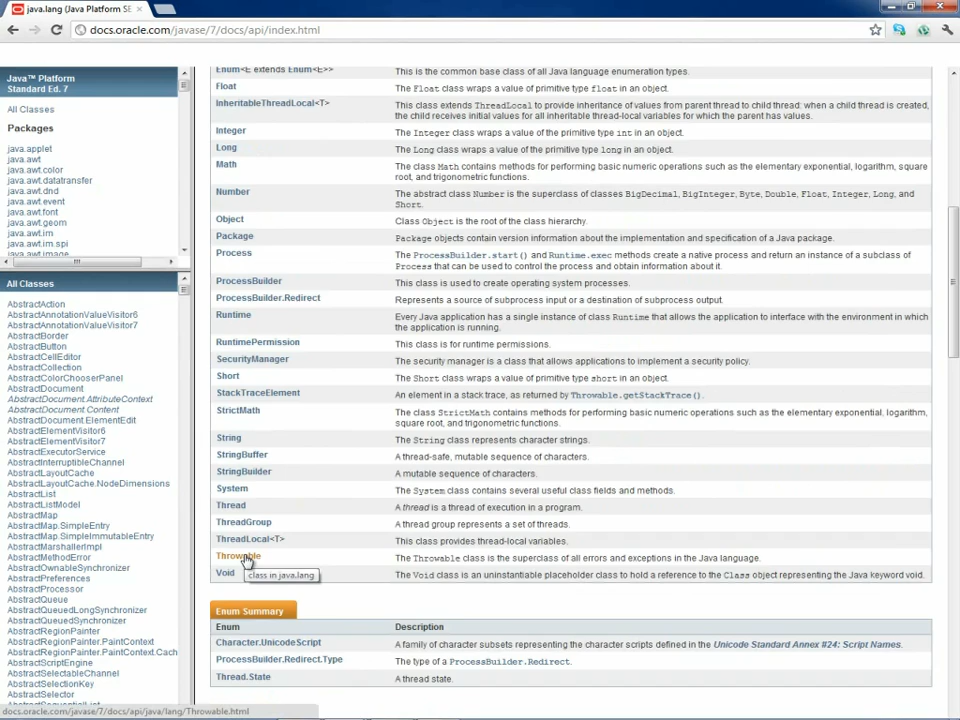 java.lang (Java Platform SE
docs.oracle.com/javase/7/docs/api/index.html
Java™ Platform
Standard Ed. 7
All Classes
Packages
java.applet
java.awt
java.awt.color
java.awt.datatransfer
java.awt.dnd
java.awt.event
java.awt.font
java.awt.geom
java.awt.im
java.awt.im.spi
java.awt.image
All Classes
AbstractAction
AbstractAnnotationValueVisitor6
AbstractAnnotationValueVisitor7
AbstractBorder
AbstractButton
AbstractCellEditor
AbstractCollection
AbstractColorChooserPanel
AbstractDocument
AbstractDocument.AttributeContext
AbstractDocument.Content
AbstractDocument.ElementEdit
AbstractElementVisitor6
AbstractElementVisitor7
AbstractExecutorService
AbstractInterruptibleChannel
AbstractLayoutCache
AbstractLayoutCache.NodeDimensions
AbstractList
AbstractListModel
AbstractMap
AbstractMap.SimpleEntry
AbstractMap.SimpleImmutableEntry
AbstractMarshallerImpl
AbstractMethodError
AbstractOwnableSynchronizer
AbstractPreferences
AbstractProcessor
AbstractQueue
AbstractQueuedLongSynchronizer
AbstractQueuedSynchronizer
AbstractRegionPainter
AbstractRegionPainter.PaintContext
AbstractRegionPainter.PaintContext.Cach
AbstractScriptEngine
AbstractSelectableChannel
AbstractSelectionKey
AbstractSelector
AbstractSequentialList
Enum<E extends Enum<E>> This is the common base class of all Java language enumeration types.
Float The Float class wraps a value of primitive type float in an object.
InheritableThreadLocal<T> This class extends ThreadLocal to provide inheritance of values from parent thread to child thread: when a child thread is created,
the child receives initial values for all inheritable thread-local variables for which the parent has values.
Integer The Integer class wraps a value of the primitive type int in an object.
Long The Long class wraps a value of the primitive type long in an object.
Math The class Math contains methods for performing basic numeric operations such as the elementary exponential, logarithm, square
root, and trigonometric functions.
Number The abstract class Number is the superclass of classes BigDecimal, BigInteger, Byte, Double, Float, Integer, Long, and
Short.
Object Class Object is the root of the class hierarchy.
Package Package objects contain version information about the implementation and specification of a Java package.
Process The ProcessBuilder.start() and Runtime.exec methods create a native process and return an instance of a subclass of
Process that can be used to control the process and obtain information about it.
ProcessBuilder This class is used to create operating system processes.
ProcessBuilder.Redirect Represents a source of subprocess input or a destination of subprocess output.
Runtime Every Java application has a single instance of class Runtime that allows the application to interface with the environment in which
the application is running.
RuntimePermission This class is for runtime permissions.
SecurityManager The security manager is a class that allows applications to implement a security policy.
Short The Short class wraps a value of primitive type short in an object.
StackTraceElement An element in a stack trace, as returned by Throwable.getStackTrace().
StrictMath The class StrictMath contains methods for performing basic numeric operations such as the elementary exponential, logarithm,
square root, and trigonometric functions.
String The String class represents character strings.
StringBuffer A thread-safe, mutable sequence of characters.
StringBuilder A mutable sequence of characters.
System The System class contains several useful class fields and methods.
Thread A thread is a thread of execution in a program.
ThreadGroup A thread group represents a set of threads.
ThreadLocal<T> This class provides thread-local variables.
Throwable The Throwable class is the superclass of all errors and exceptions in the Java language.
Void The Void class is an uninstantiable placeholder class to hold a reference to the Class object representing the Java keyword void.
class in java.lang
Enum Summary
Enum Description
Character.UnicodeScript A family of character subsets representing the character scripts defined in the Unicode Standard Annex #24: Script Names.
ProcessBuilder.Redirect.Type The type of a ProcessBuilder.Redirect.
Thread.State A thread state.
docs.oracle.com/javase/7/docs/api/java/lang/Throwable.html